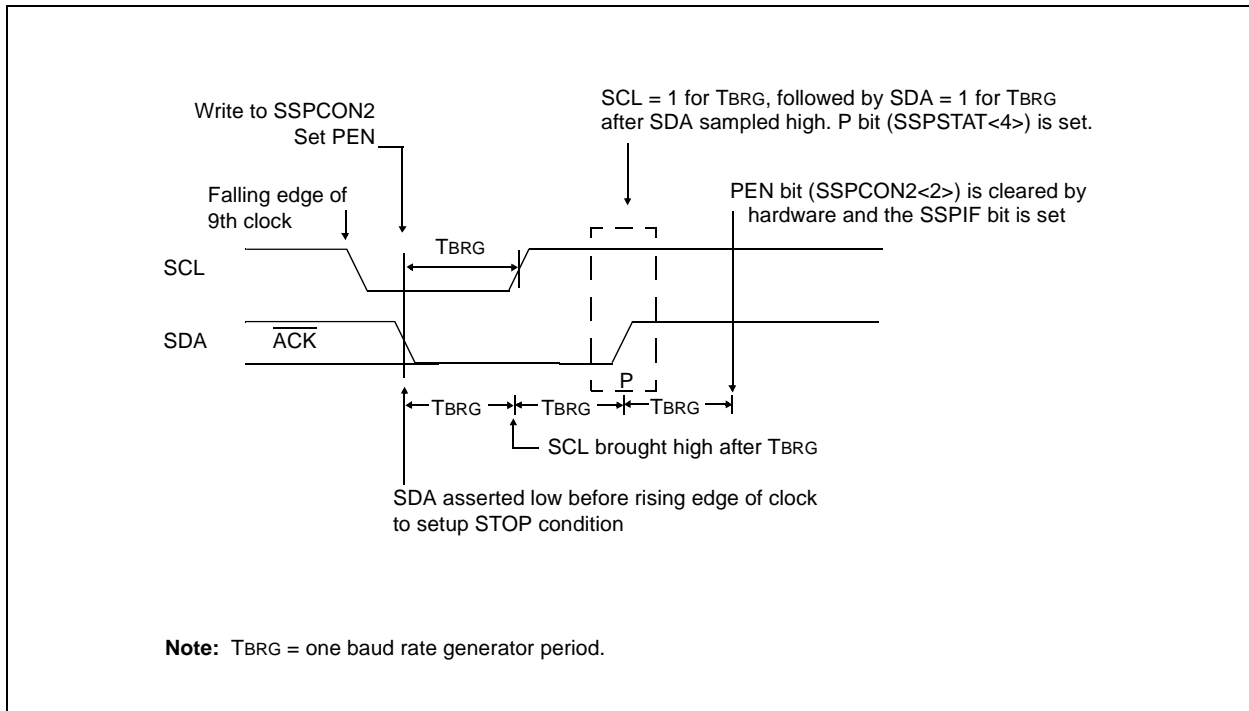 Write to SSPCON2
Set PEN
SCL = 1 for TBRG, followed by SDA = 1 for TBRG
after SDA sampled high. P bit (SSPSTAT<4>) is set.
Falling edge of
9th clock
PEN bit (SSPCON2<2>) is cleared by
hardware and the SSPIF bit is set
TBRG
SCL
SDA
ACK
P
TBRG
TBRG
TBRG
SCL brought high after TBRG
SDA asserted low before rising edge of clock
to setup STOP condition
Note: TBRG = one baud rate generator period.